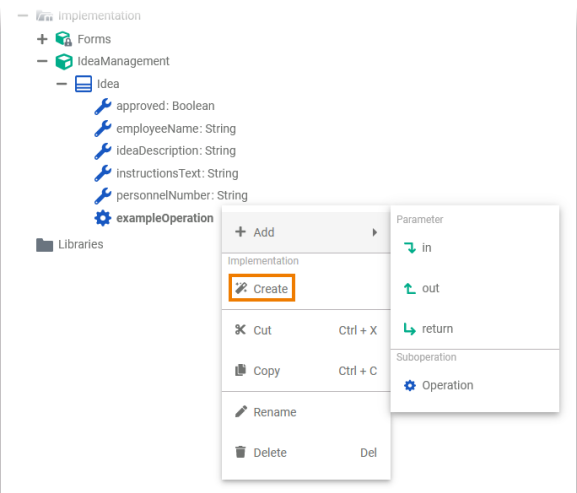 Implementation
Forms
IdeaManagement
Idea
approved: Boolean
employeeName: String
ideaDescription: String
instructionsText: String
personnelNumber: String
exampleOperation
Libraries
Add
Implementation
Create
Cut Ctrl + X
Copy Ctrl + C
Rename
Delete Del
Parameter
in
out
return
Suboperation
Operation